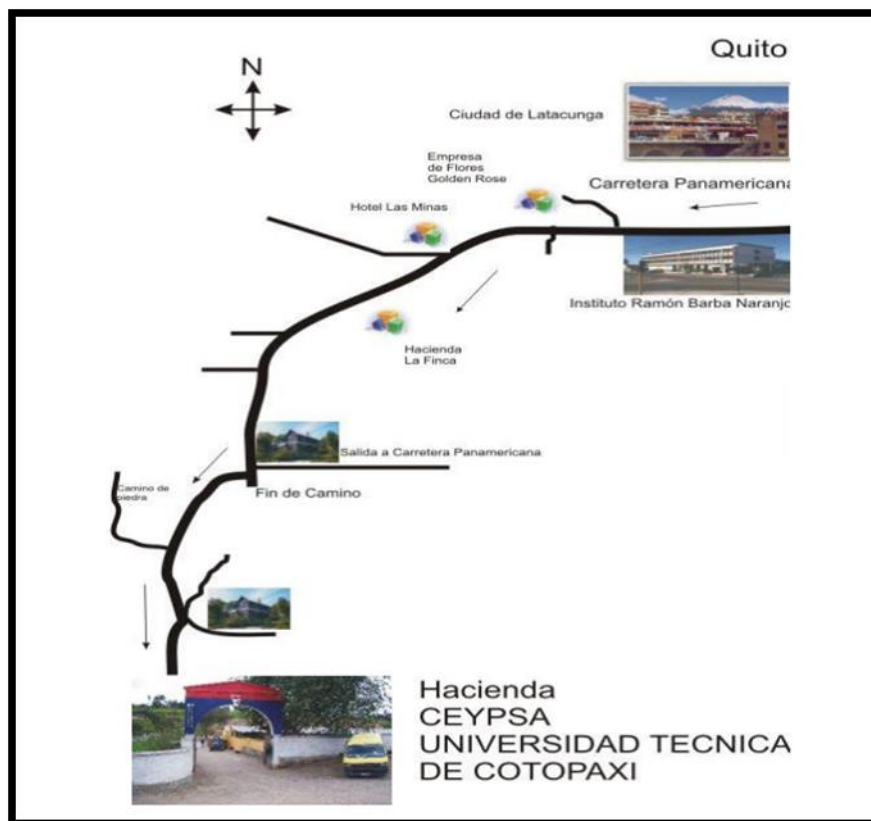 Quito
N
Ciudad de Latacunga
Empresa
de Flores
Golden Rose
Carretera Panamericana
Hotel Las Minas
Instituto Ramón Barba Naranjo
Hacienda
La Finca
Salida a Carretera Panamericana
Camino de
piedra
Fin de Camino
Hacienda
CEYPSA
UNIVERSIDAD TECNICA
DE COTOPAXI